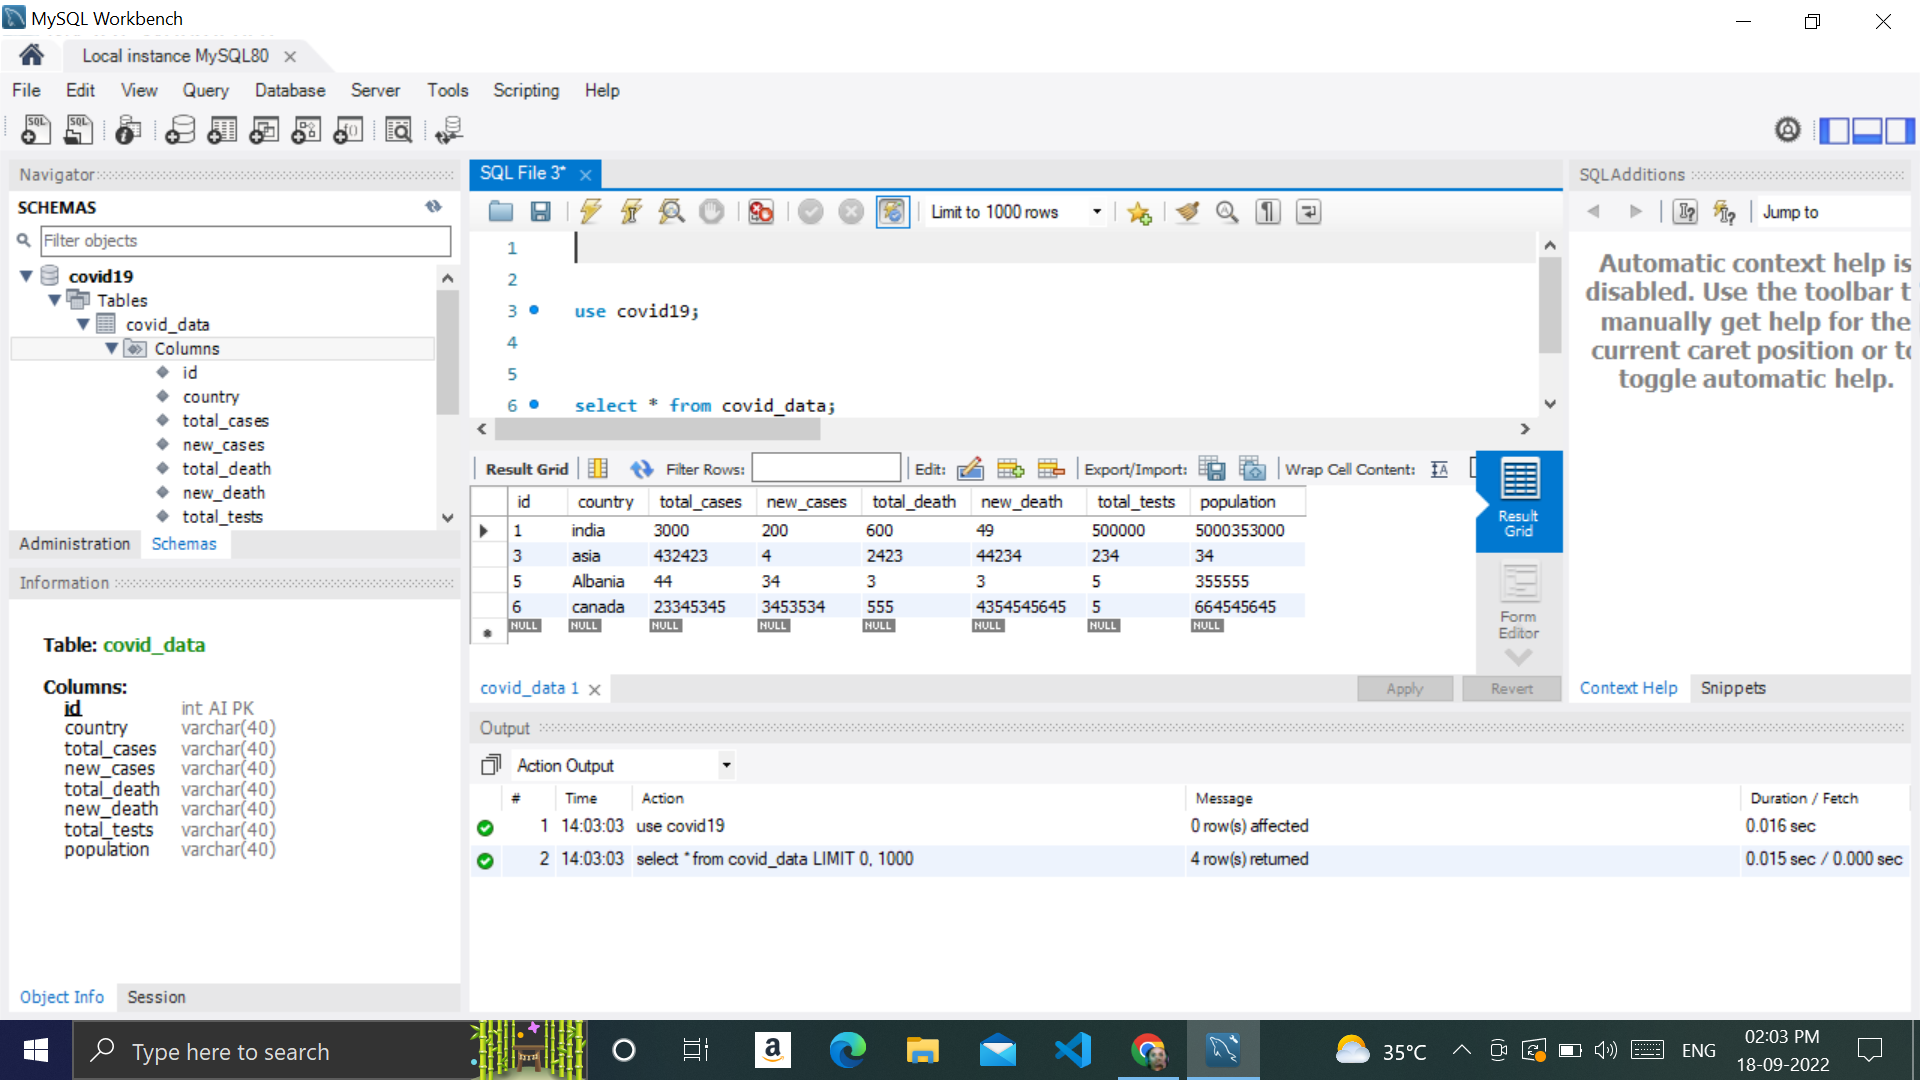 MySQL Workbench
Local instance MySQL80
File Edit View Query Database Server Tools Scripting Help
Navigator
SCHEMAS
Filter objects
covid19
Tables
covid_data
Columns
id
country
total_cases
new_cases
total_death
new_death
total_tests
Administration Schemas
Information
Table: covid_data
Columns:
id int AI PK
country varchar(40)
total_cases varchar(40)
new_cases varchar(40)
total_death varchar(40)
new_death varchar(40)
total_tests varchar(40)
population varchar(40)
Object Info Session
SQL File 3*
Limit to 1000 rows
1
2
3 use covid19;
4
5
6 select * from covid_data;
Result Grid Filter Rows: Edit: Export/Import: Wrap Cell Content:
id country total_cases new_cases total_death new_death total_tests population
1 india 3000 200 600 49 500000 5000353000
3 asia 432423 4 2423 44234 234 34
5 Albania 44 34 3 3 5 355555
6 canada 23345345 3453534 555 4354545645 5 664545645
NULL NULL NULL NULL NULL NULL NULL NULL
Result
Grid
Form
Editor
covid_data 1
Apply Revert
SQLAdditions
Jump to
Automatic context help is
disabled. Use the toolbar t
manually get help for the
current caret position or to
toggle automatic help.
Context Help Snippets
Output
Action Output
# Time Action Message Duration / Fetch
1 14:03:03 use covid19 0 row(s) affected 0.016 sec
2 14:03:03 select * from covid_data LIMIT 0, 1000 4 row(s) returned 0.015 sec / 0.000 sec
Type here to search
35°C
ENG
02:03 PM
18-09-2022